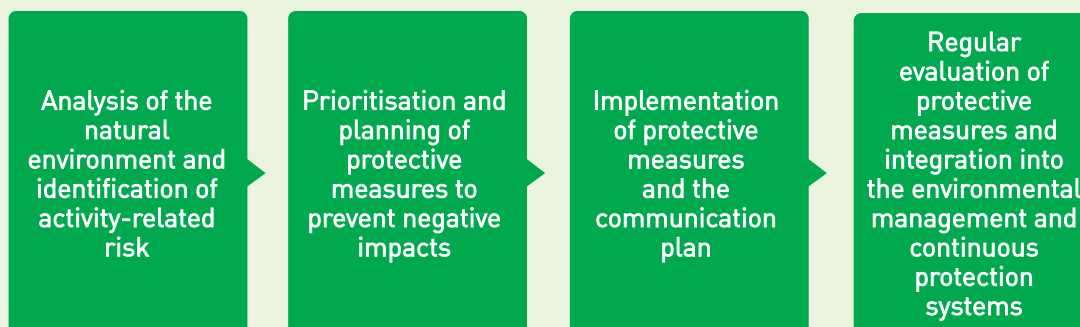 Analysis of the
natural
environment and
identification of
activity-related
risk
Prioritisation and
planning of
protective
measures to
prevent negative
impacts
Implementation
of protective
measures
and the
communication
plan
Regular
evaluation of
protective
measures and
integration into
the environmental
management and
continuous
protection
systems